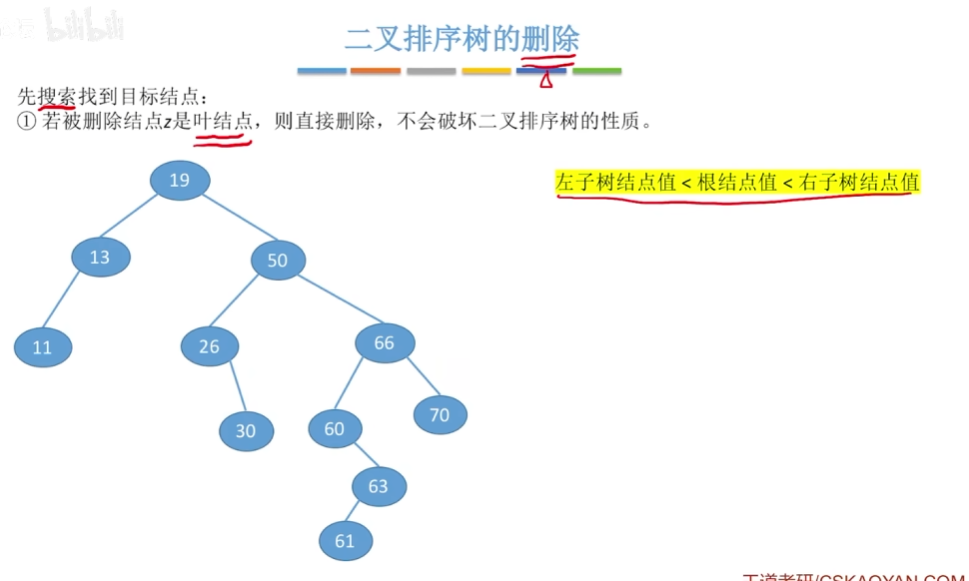 bilibili
二叉排序树的删除
先搜索找到目标结点：
① 若被删除结点z是叶结点，则直接删除，不会破坏二叉排序树的性质。
左子树结点值 < 根结点值 < 右子树结点值
19
13
50
11
26
66
30
60
70
63
61
王道考研/CSKAOYAN.COM